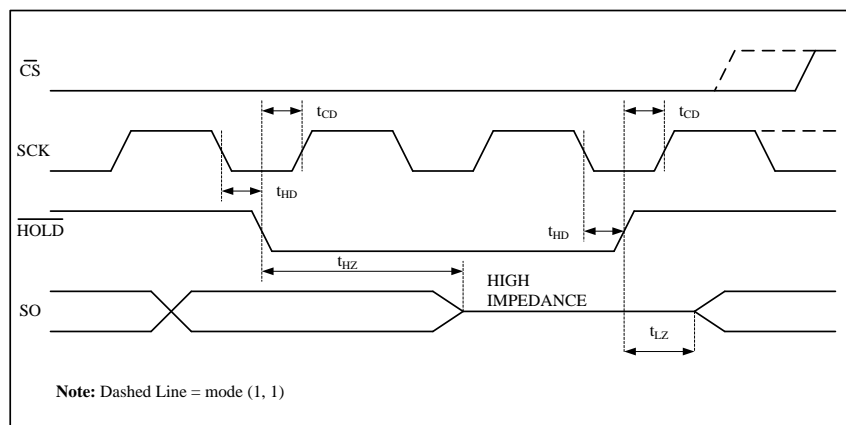 CS
tCD
tCD
SCK
tHD
HOLD
tHD
tHZ
HIGH
IMPEDANCE
SO
tLZ
Note: Dashed Line = mode (1, 1)